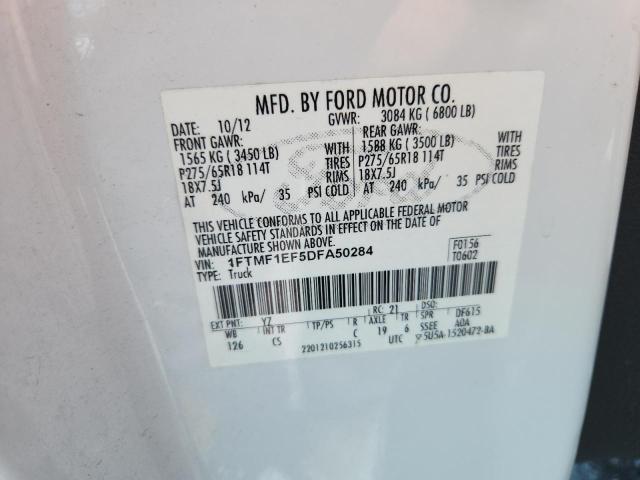 MFD. BY FORD MOTOR CO.
DATE: 10/12 GVWR: 3084 KG ( 6800 LB)
FRONT GAWR: REAR GAWR:
1565 KG ( 3450 LB) 1588 KG ( 3500 LB)
P275/65R18 114T TIRES P275/65R18 114T TIRES
18X7.5J RIMS 18X7.5J RIMS
AT 240 kPa/ 35 PSI COLD AT 240 kPa/ 35 PSI COLD
THIS VEHICLE CONFORMS TO ALL APPLICABLE FEDERAL MOTOR
VEHICLE SAFETY STANDARDS IN EFFECT ON THE DATE OF
MANUFACTURE SHOWN ABOVE.
VIN: 1FTMF1EF5DFA50284 F0156
TYPE: Truck T0602
EXT PNT: YZ RC: 21 DSO:
WB INT TR TP/PS R AXLE TR SPR DF615
126 CS C 19 6 SSEE AOA
2201210256315 UTC 5U5A-1520472-BA